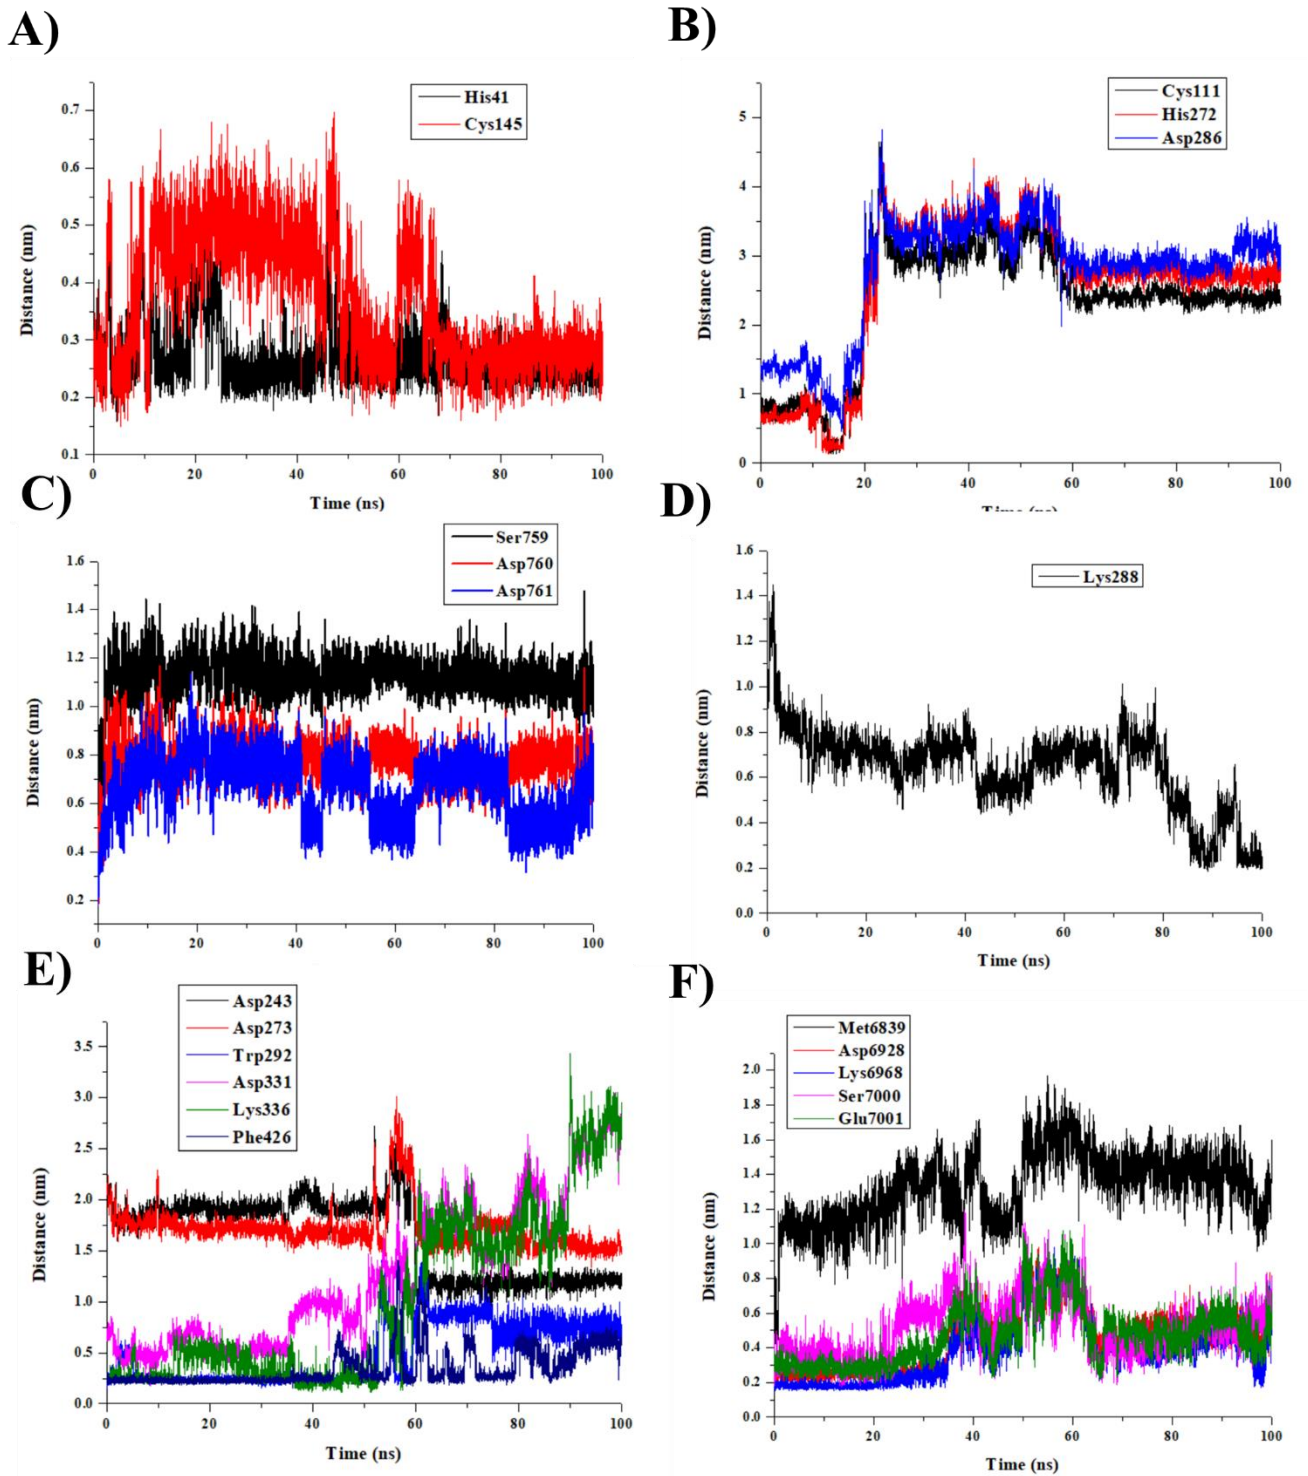 A)
B)
His41
Cys145
0.7
0.6
0.5
0.4
0.3
0.2
0.1
0
20
40
60
80
100
Distance (nm)
Time (ns)
Cys111
His272
Asp286
5
4
3
2
1
0
0
20
40
60
80
100
Distance (nm)
C)
D)
Ser759
Asp760
Asp761
1.6
1.4
1.2
1.0
0.8
0.6
0.4
0.2
0
20
40
60
80
100
Distance (nm)
Lys288
1.6
1.4
1.2
1.0
0.8
0.6
0.4
0.2
0.0
0
20
40
60
80
100
Distance (nm)
Time (ns)
E)
F)
Asp243
Asp273
Trp292
Asp331
Lys336
Phe426
3.5
3.0
2.5
2.0
1.5
1.0
0.5
0.0
0
20
40
60
80
100
Distance (nm)
Time (ns)
Met6839
Asp6928
Lys6968
Ser7000
Glu7001
2.0
1.8
1.6
1.4
1.2
1.0
0.8
0.6
0.4
0.2
0.0
0
20
40
60
80
100
Distance (nm)
Time (ns)